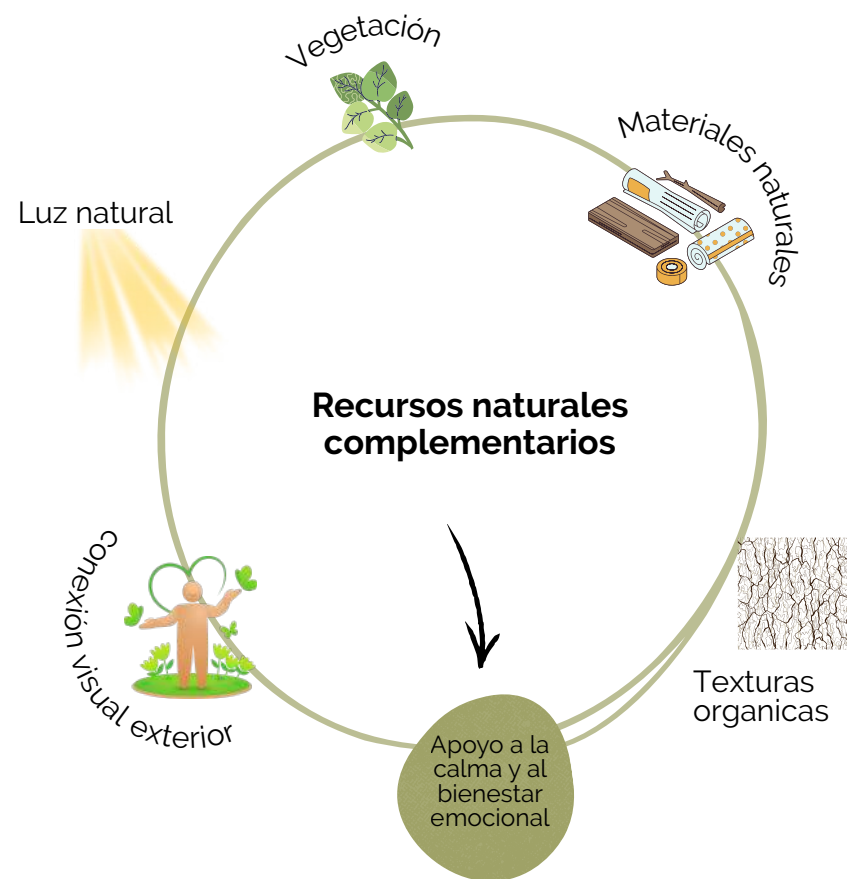 Vegetación
Materiales naturales
Luz natural
Recursos naturales
complementarios
conexión visual exterior
Texturas
organicas
Apoyo a la
calma y al
bienestar
emocional